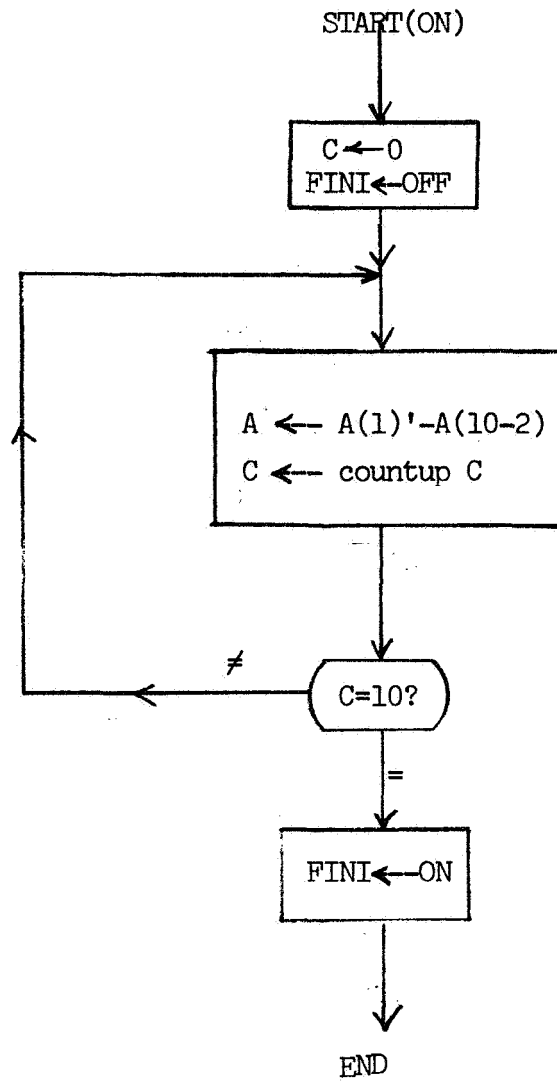 START(ON)
C←0
FINI←OFF
A ← A(1)'-A(10-2)
C ← countup C
≠
C=10?
=
FINI←ON
END